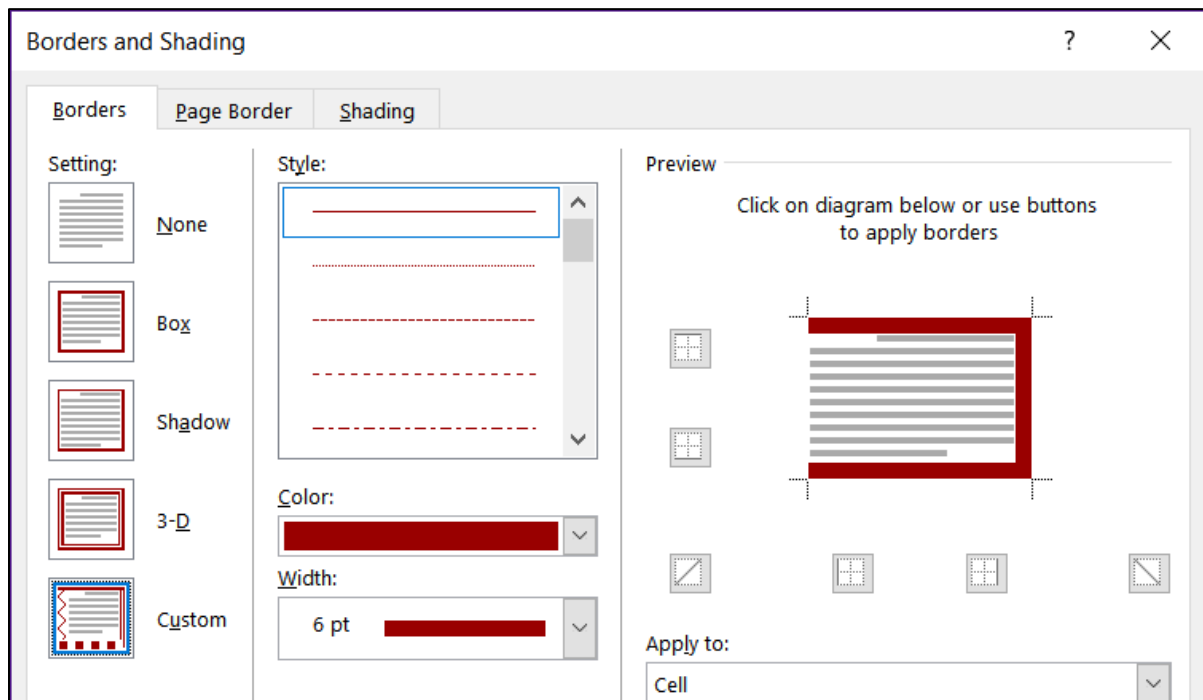 Borders and Shading
?
Borders
Page Border
Shading
Setting:
None
Box
Shadow
3-D
Custom
Style:
Color:
Width:
6 pt
Preview
Click on diagram below or use buttons
to apply borders
Apply to:
Cell